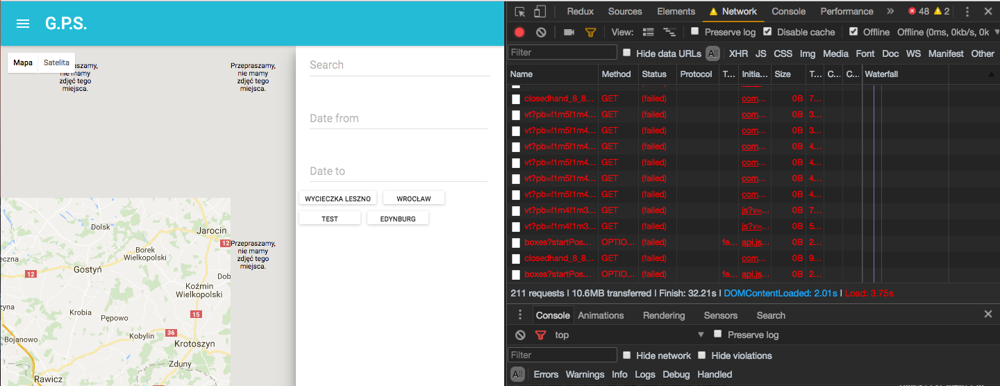 G.P.S.
Mapa
Satelita
Przepraszamy,
nie mamy
zdjęć tego
miejsca.
Przepraszamy,
nie mamy
zdjęć tego
miejsca.
Dolsk
Jarocin
12
Borek
Wielkopolski
Gostyń
12
Dob
Koźmin
Wielkopolski
Krobia
Pępowo
15
Kobylin
36
Bojanowo
Krotoszyn
Zduny
Rawicz
Przepraszamy,
nie mamy
zdjęć tego
miejsca.
Search
Date from
Date to
WYCIECZKA LESZNO
WROCŁAW
TEST
EDYNBURG
Redux Sources Elements Network Console Performance » 48 2
View: Preserve log Disable cache Offline Offline (0ms, 0kb/s, 0k
Filter Hide data URLs All XHR JS CSS Img Media Font Doc WS Manifest Other
Name Method Status Protocol T... Initia... Size T... C... C... Waterfall
closedhand_8_8... GET (failed) com... 0B 7...
vt?pb=!1m5!1m4... GET (failed) com... 0B 3...
vt?pb=!1m5!1m4... GET (failed) com... 0B 3...
vt?pb=!1m5!1m4... GET (failed) com... 0B 4...
vt?pb=!1m5!1m4... GET (failed) com... 0B 4...
vt?pb=!1m5!1m4... GET (failed) com... 0B 4...
vt?pb=!1m5!1m4... GET (failed) com... 0B 4...
vt?pb=!1m4!1m3... GET (failed) js?v=... 0B 7...
vt?pb=!1m4!1m3... GET (failed) js?v=... 0B 5...
boxes?startPos... OPTIO... (failed) fe... api.js... 0B 2...
closedhand_8_8... GET (failed) com... 0B 9...
boxes?startPos... OPTIO... (failed) fe... api.js... 0B 2...
211 requests | 10.6MB transferred | Finish: 32.21s | DOMContentLoaded: 2.01s | Load: 3.75s
Console Animations Rendering Sensors Search
top Preserve log
Filter Hide network Hide violations
All Errors Warnings Info Logs Debug Handled